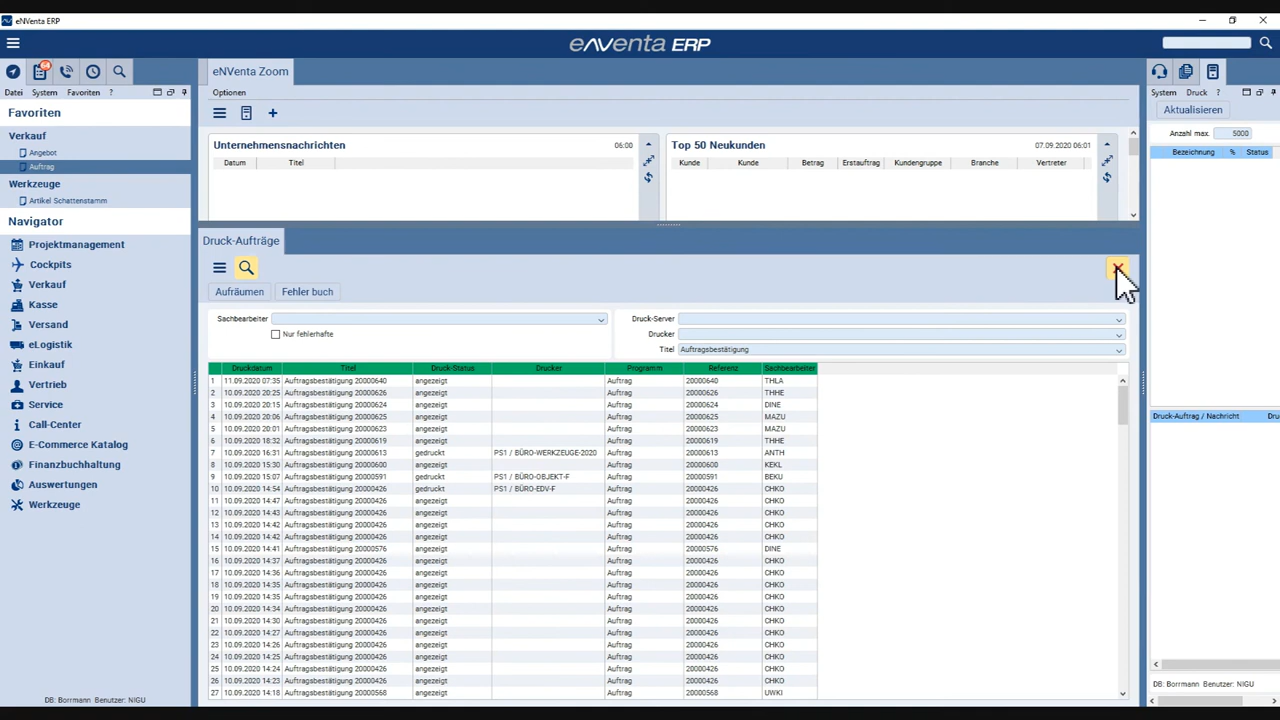 eNVenta ERP
eNVenta ERP
64
Datei System Favoriten ?
Favoriten
Verkauf
Angebot
Auftrag
Werkzeuge
Artikel Schattenstamm
Navigator
Projektmanagement
Cockpits
Verkauf
Kasse
Versand
eLogistik
Einkauf
Vertrieb
Service
Call-Center
E-Commerce Katalog
Finanzbuchhaltung
Auswertungen
Werkzeuge
DB: Borrmann Benutzer: NIGU
eNVenta Zoom
Optionen
Unternehmensnachrichten 06:00
Datum Titel
Top 50 Neukunden 07.09.2020 06:01
Kunde Kunde Betrag Erstauftrag Kundengruppe Branche Vertreter
Druck-Aufträge
Aufräumen Fehler buch
Sachbearbeiter Druck-Server
Nur fehlerhafte Drucker
Titel Auftragsbestätigung
Druckdatum Titel Druck-Status Drucker Programm Referenz Sachbearbeiter
1 11.09.2020 07:35 Auftragsbestätigung 20000640 angezeigt Auftrag 20000640 THLA
2 10.09.2020 20:25 Auftragsbestätigung 20000626 angezeigt Auftrag 20000626 THHE
3 10.09.2020 20:15 Auftragsbestätigung 20000624 angezeigt Auftrag 20000624 DINE
4 10.09.2020 20:06 Auftragsbestätigung 20000625 angezeigt Auftrag 20000625 MAZU
5 10.09.2020 20:01 Auftragsbestätigung 20000623 angezeigt Auftrag 20000623 MAZU
6 10.09.2020 18:32 Auftragsbestätigung 20000619 angezeigt Auftrag 20000619 THHE
7 10.09.2020 16:31 Auftragsbestätigung 20000613 gedruckt PS1 / BÜRO-WERKZEUGE-2020 Auftrag 20000613 ANTH
8 10.09.2020 15:30 Auftragsbestätigung 20000600 angezeigt Auftrag 20000600 KEKL
9 10.09.2020 15:07 Auftragsbestätigung 20000591 gedruckt PS1 / BÜRO-OBJEKT-F Auftrag 20000591 BEKU
10 10.09.2020 14:54 Auftragsbestätigung 20000426 gedruckt PS1 / BÜRO-EDV-F Auftrag 20000426 CHKO
11 10.09.2020 14:47 Auftragsbestätigung 20000426 angezeigt Auftrag 20000426 CHKO
12 10.09.2020 14:43 Auftragsbestätigung 20000426 angezeigt Auftrag 20000426 CHKO
13 10.09.2020 14:42 Auftragsbestätigung 20000426 angezeigt Auftrag 20000426 CHKO
14 10.09.2020 14:42 Auftragsbestätigung 20000426 angezeigt Auftrag 20000426 CHKO
15 10.09.2020 14:41 Auftragsbestätigung 20000576 angezeigt Auftrag 20000576 DINE
16 10.09.2020 14:37 Auftragsbestätigung 20000426 angezeigt Auftrag 20000426 CHKO
17 10.09.2020 14:36 Auftragsbestätigung 20000426 angezeigt Auftrag 20000426 CHKO
18 10.09.2020 14:35 Auftragsbestätigung 20000426 angezeigt Auftrag 20000426 CHKO
19 10.09.2020 14:35 Auftragsbestätigung 20000426 angezeigt Auftrag 20000426 CHKO
20 10.09.2020 14:34 Auftragsbestätigung 20000426 angezeigt Auftrag 20000426 CHKO
21 10.09.2020 14:30 Auftragsbestätigung 20000426 angezeigt Auftrag 20000426 CHKO
22 10.09.2020 14:27 Auftragsbestätigung 20000426 angezeigt Auftrag 20000426 CHKO
23 10.09.2020 14:26 Auftragsbestätigung 20000426 angezeigt Auftrag 20000426 CHKO
24 10.09.2020 14:25 Auftragsbestätigung 20000426 angezeigt Auftrag 20000426 CHKO
25 10.09.2020 14:24 Auftragsbestätigung 20000426 angezeigt Auftrag 20000426 CHKO
26 10.09.2020 14:23 Auftragsbestätigung 20000426 angezeigt Auftrag 20000426 CHKO
27 10.09.2020 14:18 Auftragsbestätigung 20000568 angezeigt Auftrag 20000568 UWKI
System Druck ?
Aktualisieren
Anzahl max. 5000
Bezeichnung % Status
Druck-Auftrag / Nachricht Dru
DB: Borrmann Benutzer: NIGU